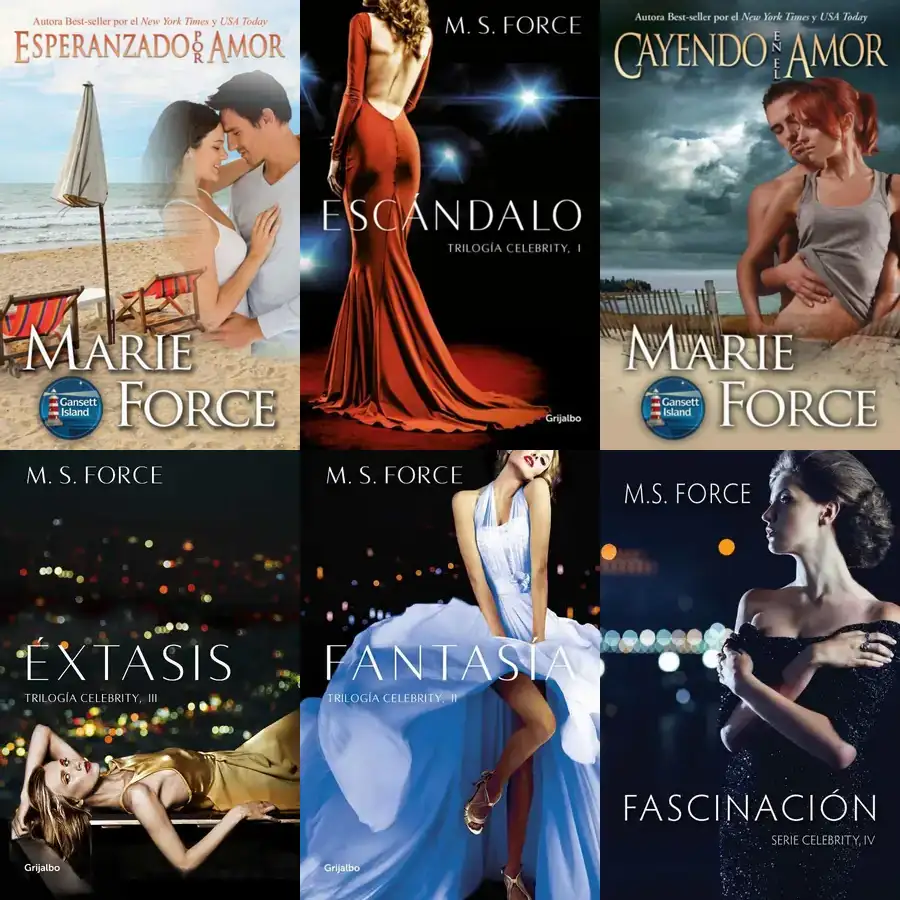 Autora Best-seller por el New York Times y USA Today
ESPERANZADO POR AMOR
MARIE
FORCE
Gansett
Island
M. S. FORCE
ESCÁNDALO
TRILOGÍA CELEBRITY, I
Grijalbo
Autora Best-seller por el New York Times y USA Today
CAYENDO EN EL AMOR
MARIE
FORCE
Gansett
Island
M. S. FORCE
ÉXTASIS
TRILOGÍA CELEBRITY, III
Grijalbo
M. S. FORCE
FANTASÍA
TRILOGÍA CELEBRITY, II
Grijalbo
M.S. FORCE
FASCINACIÓN
SERIE CELEBRITY, IV